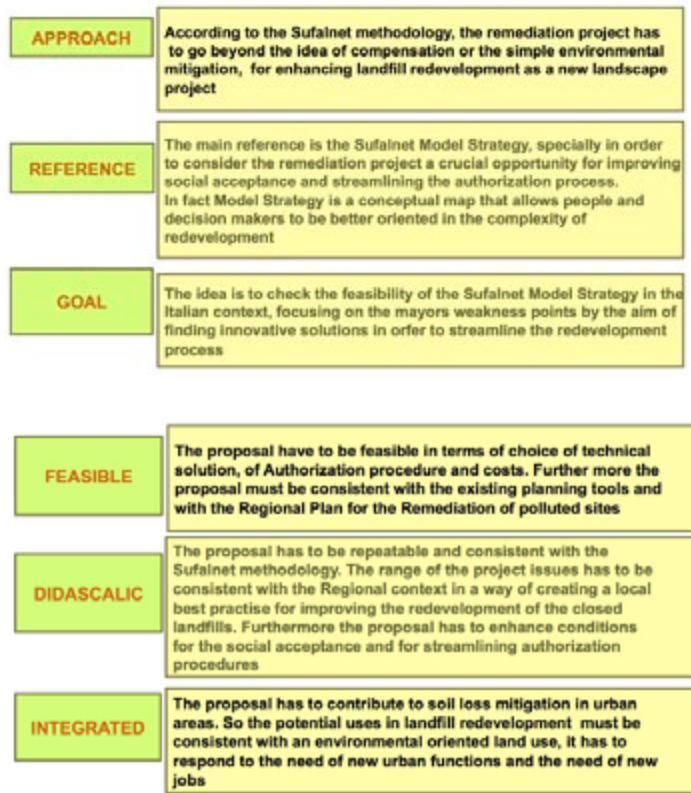 APPROACH
According to the Sufalnet methodology, the remediation project has
to go beyond the idea of compensation or the simple environmental
mitigation, for enhancing landfill redevelopment as a new landscape
project
REFERENCE
The main reference is the Sufalnet Model Strategy, specially in order
to consider the remediation project a crucial opportunity for improving
social acceptance and streamlining the authorization process.
In fact Model Strategy is a conceptual map that allows people and
decision makers to be better oriented in the complexity of
redevelopment
GOAL
The idea is to check the feasibility of the Sufalnet Model Strategy in the
Italian context, focusing on the mayors weakness points by the aim of
finding innovative solutions in orfer to streamline the redevelopment
process
FEASIBLE
The proposal have to be feasible in terms of choice of technical
solution, of Authorization procedure and costs. Further more the
proposal must be consistent with the existing planning tools and
with the Regional Plan for the Remediation of polluted sites
DIDASCALIC
The proposal has to be repeatable and consistent with the
Sufalnet methodology. The range of the project issues has to be
consistent with the Regional context in a way of creating a local
best practise for improving the redevelopment of the closed
landfills. Furthermore the proposal has to enhance conditions
for the social acceptance and for streamlining authorization
procedures
INTEGRATED
The proposal has to contribute to soil loss mitigation in urban
areas. So the potential uses in landfill redevelopment must be
consistent with an environmental oriented land use, it has to
respond to the need of new urban functions and the need of new
jobs